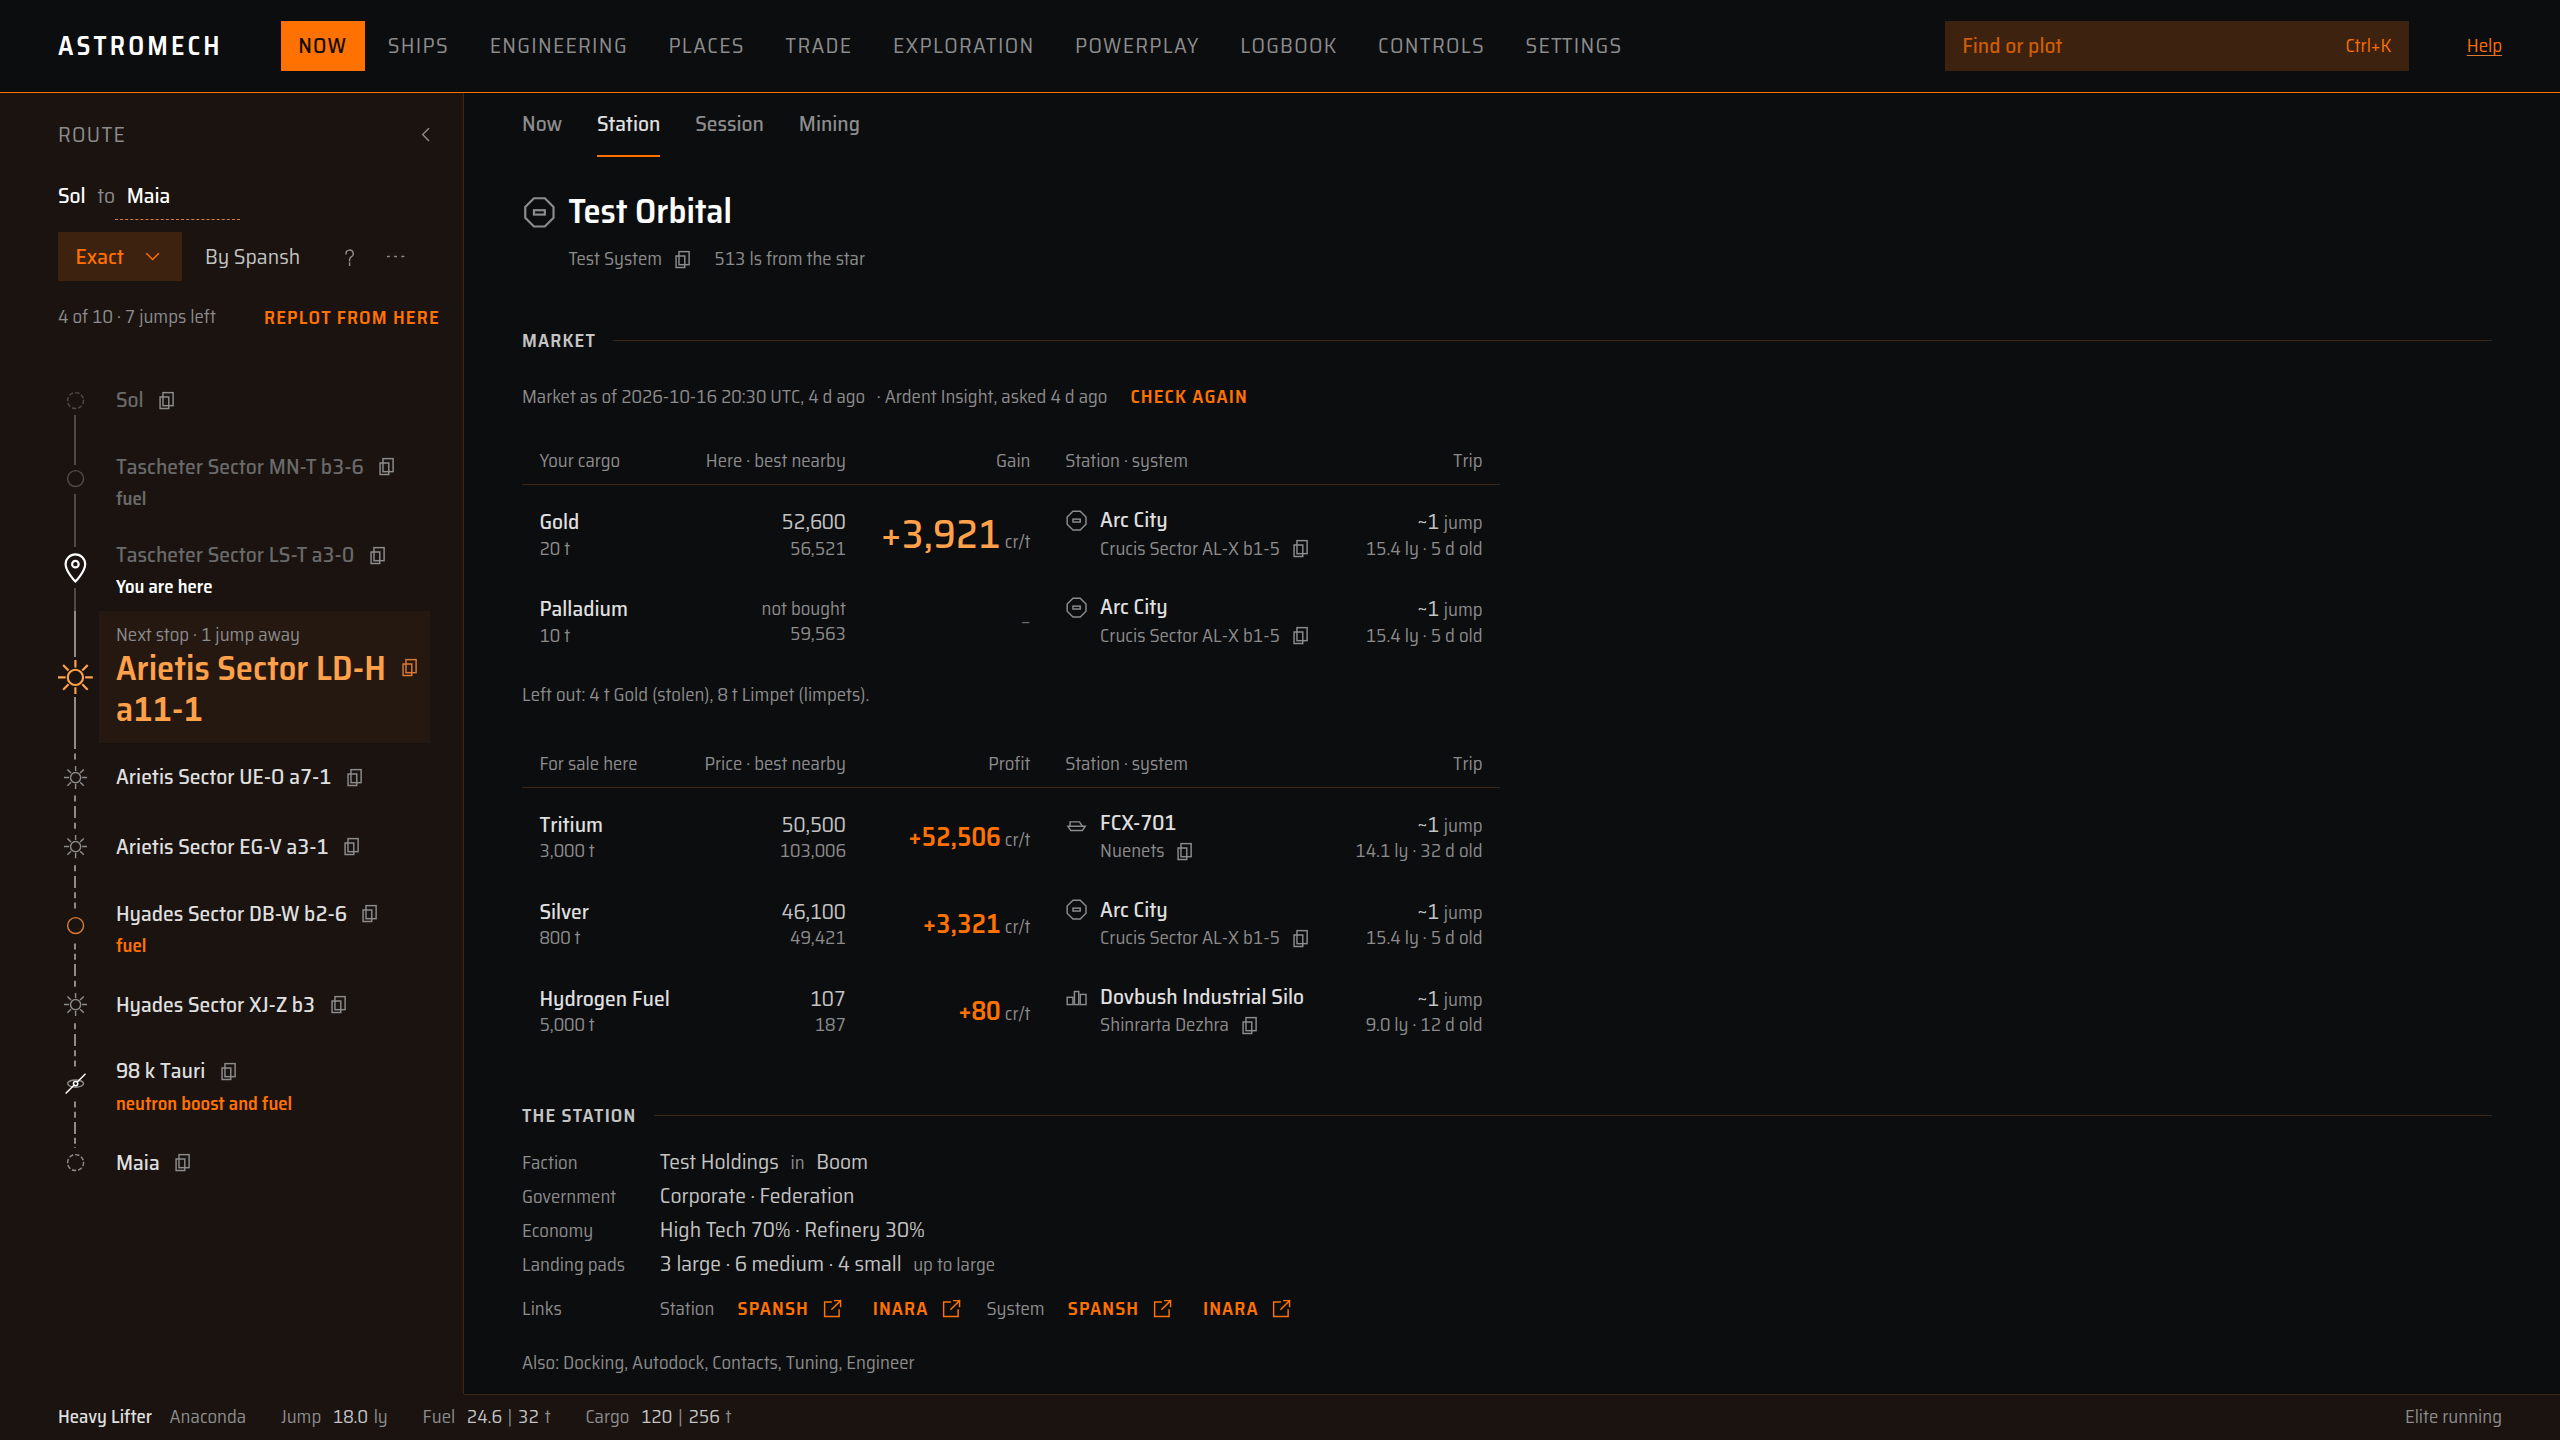 ASTROMECH
NOW
SHIPS
ENGINEERING
PLACES
TRADE
EXPLORATION
POWERPLAY
LOGBOOK
CONTROLS
SETTINGS
Find or plot
Ctrl+K
Help
ROUTE
Sol to Maia
Exact
By Spansh
?
4 of 10 · 7 jumps left
REPLOT FROM HERE
Sol
Tascheter Sector MN-T b3-6
fuel
Tascheter Sector LS-T a3-0
You are here
Next stop · 1 jump away
Arietis Sector LD-H
a11-1
Arietis Sector UE-O a7-1
Arietis Sector EG-V a3-1
Hyades Sector DB-W b2-6
fuel
Hyades Sector XJ-Z b3
98 k Tauri
neutron boost and fuel
Maia
Now
Station
Session
Mining
Test Orbital
Test System
513 ls from the star
MARKET
Market as of 2026-10-16 20:30 UTC, 4 d ago · Ardent Insight, asked 4 d ago
CHECK AGAIN
Your cargo
Here · best nearby
Gain
Station · system
Trip
Gold
52,600
+3,921 cr/t
Arc City
~1 jump
20 t
56,521
Crucis Sector AL-X b1-5
15.4 ly · 5 d old
Palladium
not bought
–
Arc City
~1 jump
10 t
59,563
Crucis Sector AL-X b1-5
15.4 ly · 5 d old
Left out: 4 t Gold (stolen), 8 t Limpet (limpets).
For sale here
Price · best nearby
Profit
Station · system
Trip
Tritium
50,500
+52,506 cr/t
FCX-701
~1 jump
3,000 t
103,006
Nuenets
14.1 ly · 32 d old
Silver
46,100
+3,321 cr/t
Arc City
~1 jump
800 t
49,421
Crucis Sector AL-X b1-5
15.4 ly · 5 d old
Hydrogen Fuel
107
+80 cr/t
Dovbush Industrial Silo
~1 jump
5,000 t
187
Shinrarta Dezhra
9.0 ly · 12 d old
THE STATION
Faction
Test Holdings in Boom
Government
Corporate · Federation
Economy
High Tech 70% · Refinery 30%
Landing pads
3 large · 6 medium · 4 small up to large
Links
Station
SPANSH
INARA
System
SPANSH
INARA
Also: Docking, Autodock, Contacts, Tuning, Engineer
Heavy Lifter Anaconda
Jump 18.0 ly
Fuel 24.6 | 32 t
Cargo 120 | 256 t
Elite running